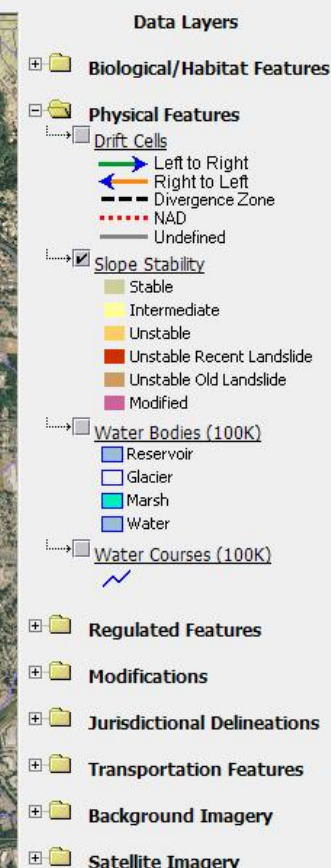 Data Layers
Biological/Habitat Features
Physical Features
Drift Cells
Left to Right
Right to Left
Divergence Zone
NAD
Undefined
Slope Stability
Stable
Intermediate
Unstable
Unstable Recent Landslide
Unstable Old Landslide
Modified
Water Bodies (100K)
Reservoir
Glacier
Marsh
Water
Water Courses (100K)
Regulated Features
Modifications
Jurisdictional Delineations
Transportation Features
Background Imagery
Satellite Imagery